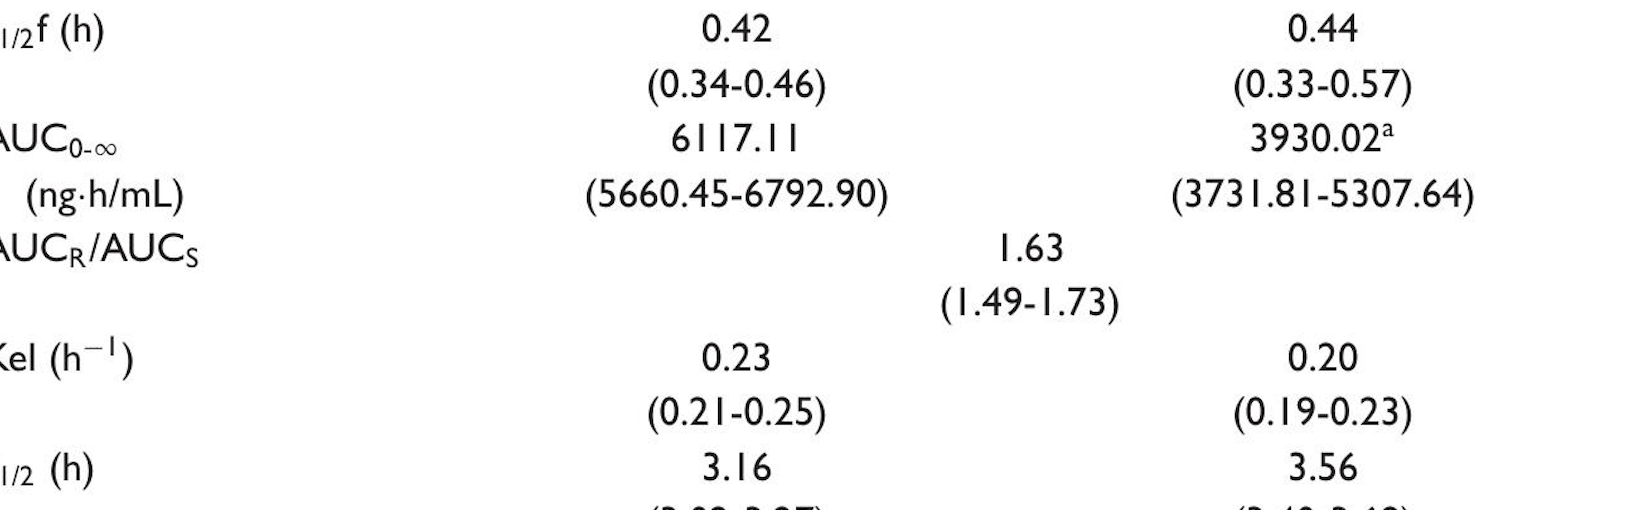 1/2f (h) 0.42 0.44
(0.34-0.46) (0.33-0.57)
AUC0-∞ 6117.11 3930.02a
(ng·h/mL) (5660.45-6792.90) (3731.81-5307.64)
AUCR/AUCS 1.63
(1.49-1.73)
Kel (h−1) 0.23 0.20
(0.21-0.25) (0.19-0.23)
1/2 (h) 3.16 3.56